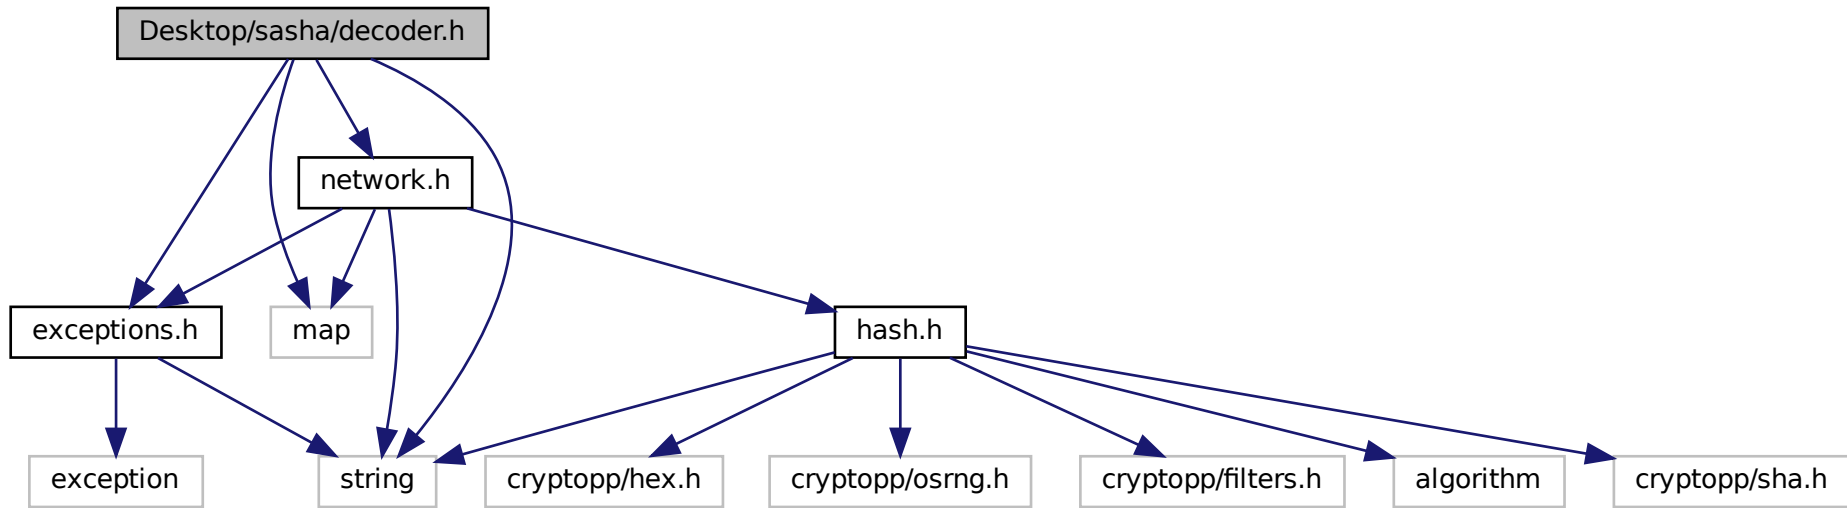 Desktop/sasha/decoder.h
network.h
exceptions.h
map
hash.h
exception
string
cryptopp/hex.h
cryptopp/osrng.h
cryptopp/filters.h
algorithm
cryptopp/sha.h